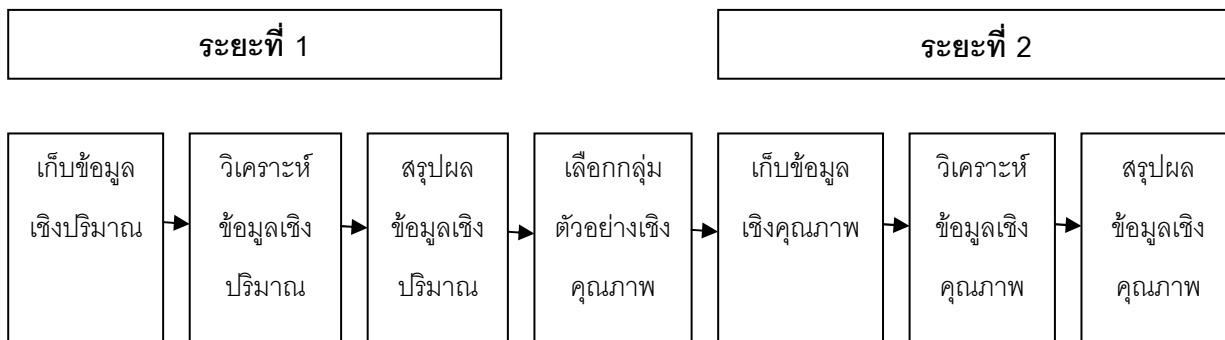 ระยะที่ 1
ระยะที่ 2
เก็บข้อมูล
เชิงปริมาณ
วิเคราะห์
ข้อมูลเชิง
ปริมาณ
สรุปผล
ข้อมูลเชิง
ปริมาณ
เลือกกลุ่ม
ตัวอย่างเชิง
คุณภาพ
เก็บข้อมูล
เชิงคุณภาพ
วิเคราะห์
ข้อมูลเชิง
คุณภาพ
สรุปผล
ข้อมูลเชิง
คุณภาพ